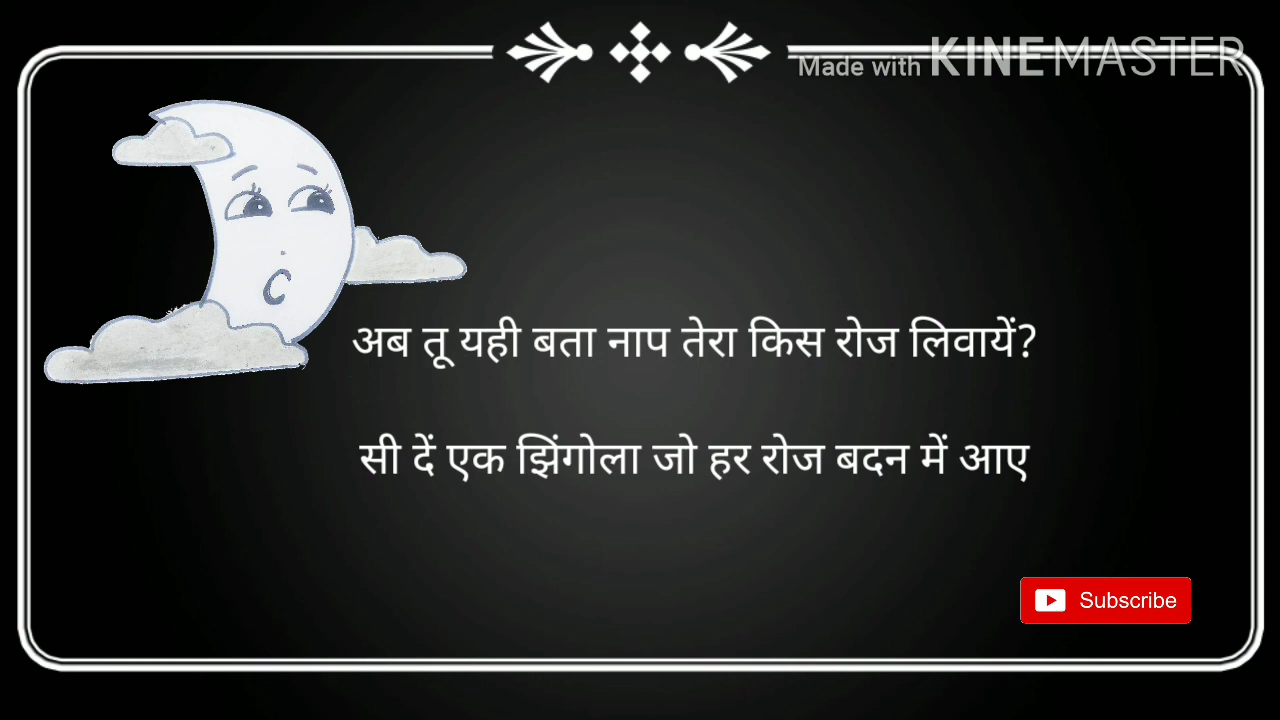 Made with KINEMASTER
अब तू यही बता नाप तेरा किस रोज लिवायें?
सी दें एक झिंगोला जो हर रोज बदन में आए
Subscribe